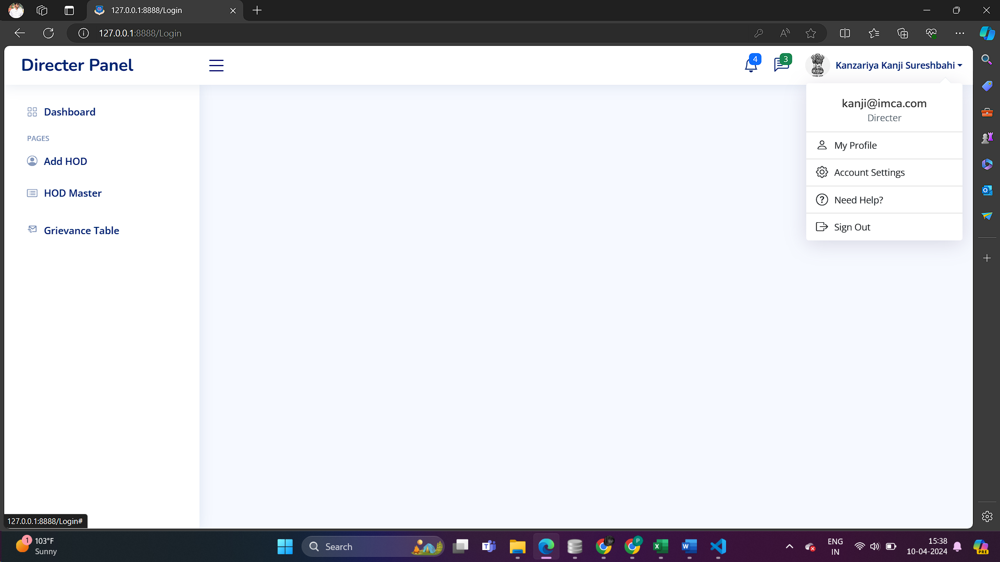 127.0.0.1:8888/Login
127.0.0.1:8888/Login
Directer Panel
4
3
Kanzariya Kanji Sureshbahi
kanji@imca.com
Directer
My Profile
Account Settings
Need Help?
Sign Out
Dashboard
PAGES
Add HOD
HOD Master
Grievance Table
127.0.0.1:8888/Login#
1
103°F
Sunny
Search
P
ENG
IN
15:38
10-04-2024
PRE